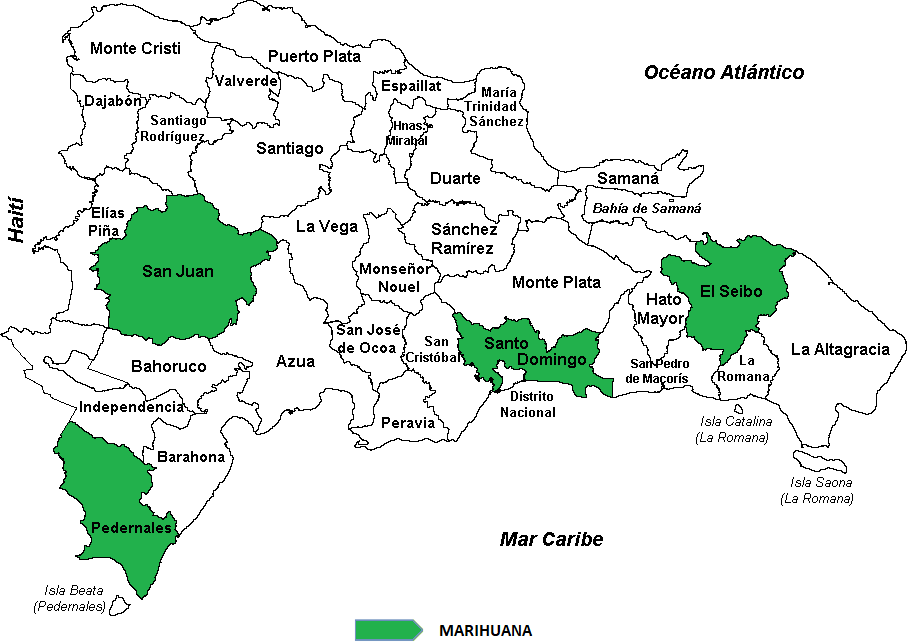 Monte Cristi
Puerto Plata
Océano Atlántico
Valverde
Espaillat
María
Trinidad
Sánchez
Dajabón
Santiago
Rodríguez
Hnas.
Mirabal
Santiago
Duarte
Samaná
Bahía de Samaná
Haití
Elías
Piña
La Vega
Sánchez
Ramírez
San Juan
Monseñor
Nouel
Monte Plata
El Seibo
Hato
Mayor
San José
de Ocoa
San
Cristóbal
Santo
Domingo
La Altagracia
Azua
Bahoruco
San Pedro
de Macorís
La
Romana
Distrito
Nacional
Independencia
Peravia
Isla Catalina
(La Romana)
Barahona
Isla Saona
(La Romana)
Pedernales
Mar Caribe
Isla Beata
(Pedernales)
MARIHUANA